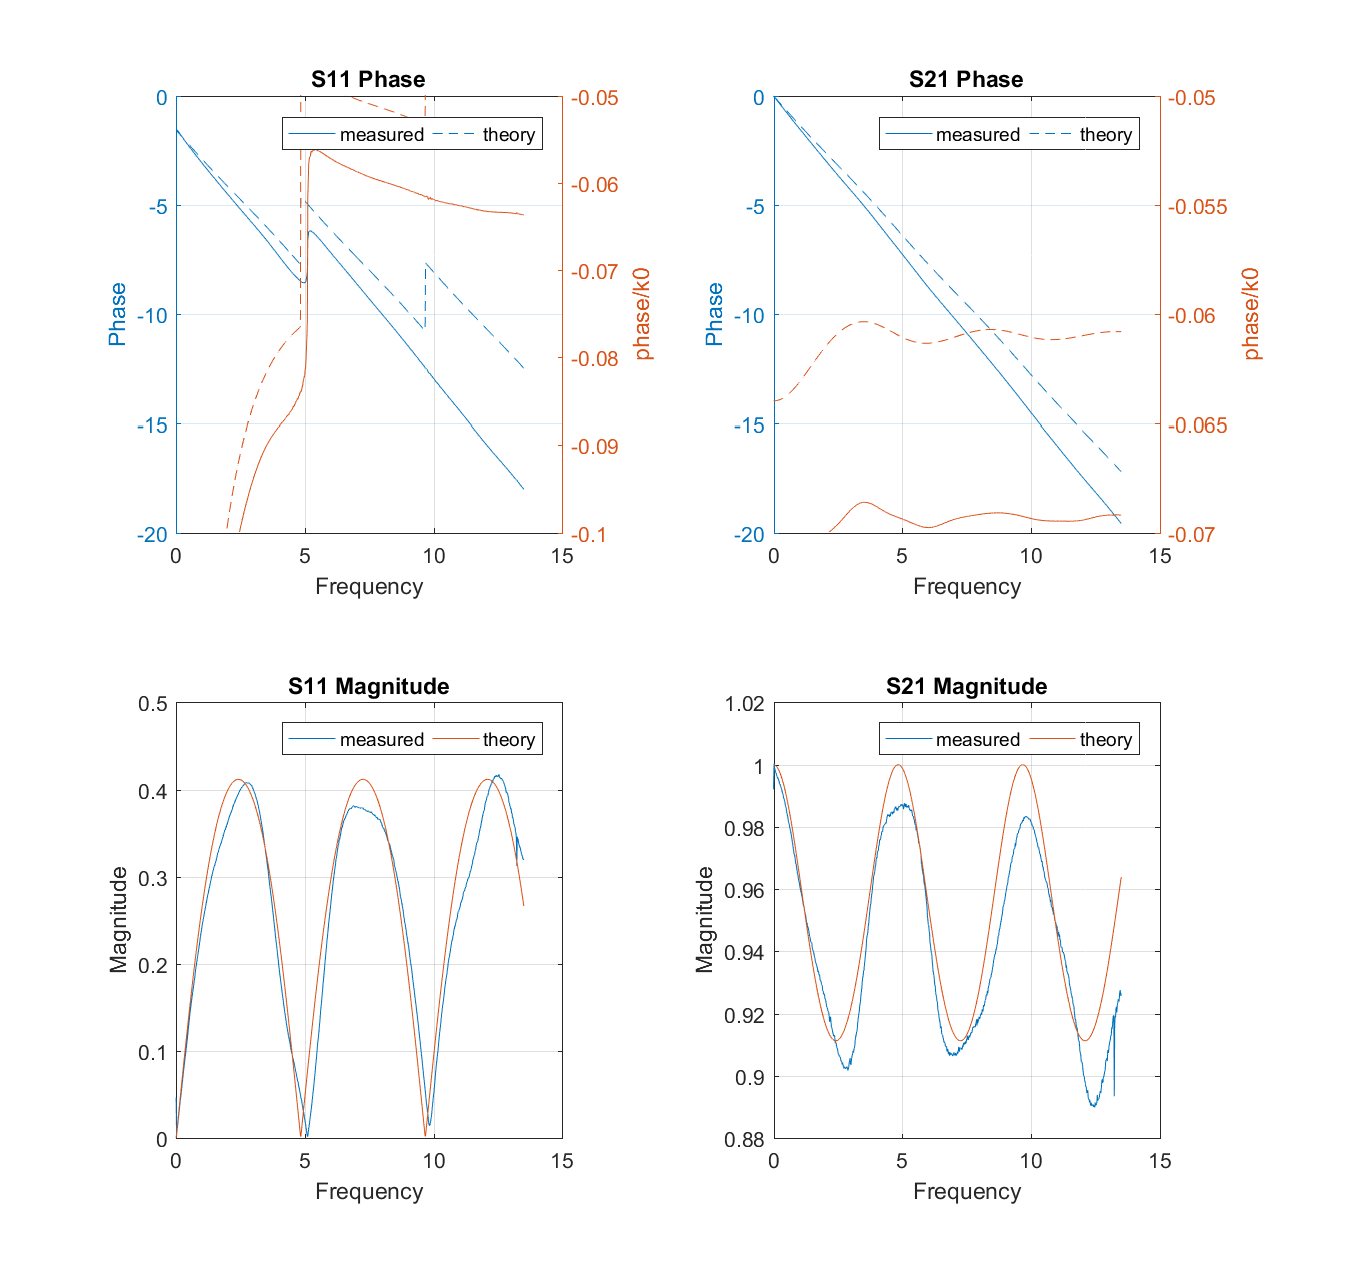 S11 Phase
S21 Phase
measured theory
measured theory
0
-5
-10
-15
-20
Phase
-0.05
-0.06
-0.07
-0.08
-0.09
-0.1
phase/k0
0 5 10 15
Frequency
0
-5
-10
-15
-20
Phase
-0.05
-0.055
-0.06
-0.065
-0.07
phase/k0
0 5 10 15
Frequency
S11 Magnitude
S21 Magnitude
measured theory
measured theory
0.5
0.4
0.3
0.2
0.1
0
Magnitude
0 5 10 15
Frequency
1.02
1
0.98
0.96
0.94
0.92
0.9
0.88
Magnitude
0 5 10 15
Frequency